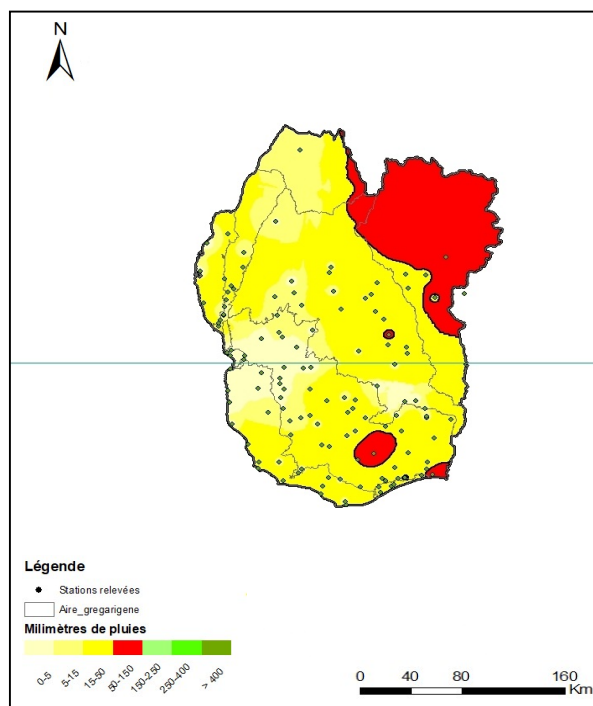 N
Légende
Stations relevées
Aire_gregarigene
Milimètres de pluies
0-5
5-15
15-50
50-150
150-250
250-400
> 400
0 40 80 160
Km